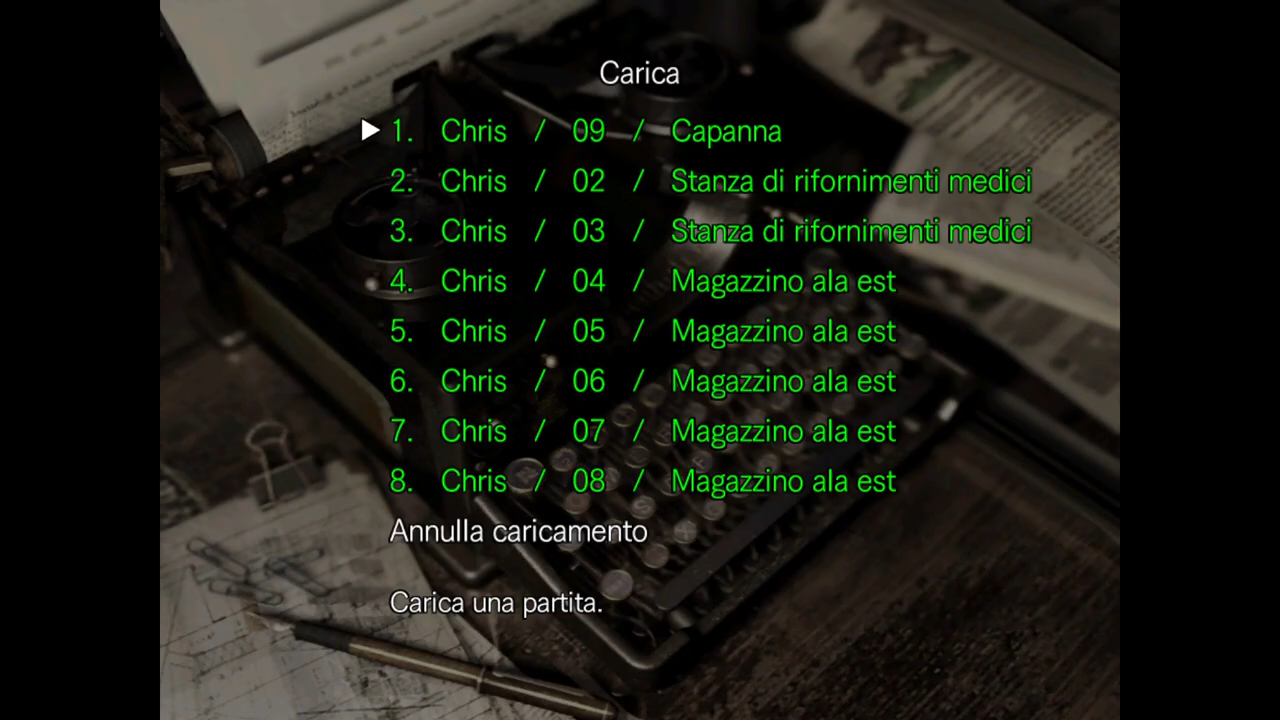 Carica
1. Chris / 09 / Capanna
2. Chris / 02 / Stanza di rifornimenti medici
3. Chris / 03 / Stanza di rifornimenti medici
4. Chris / 04 / Magazzino ala est
5. Chris / 05 / Magazzino ala est
6. Chris / 06 / Magazzino ala est
7. Chris / 07 / Magazzino ala est
8. Chris / 08 / Magazzino ala est
Annulla caricamento
Carica una partita.